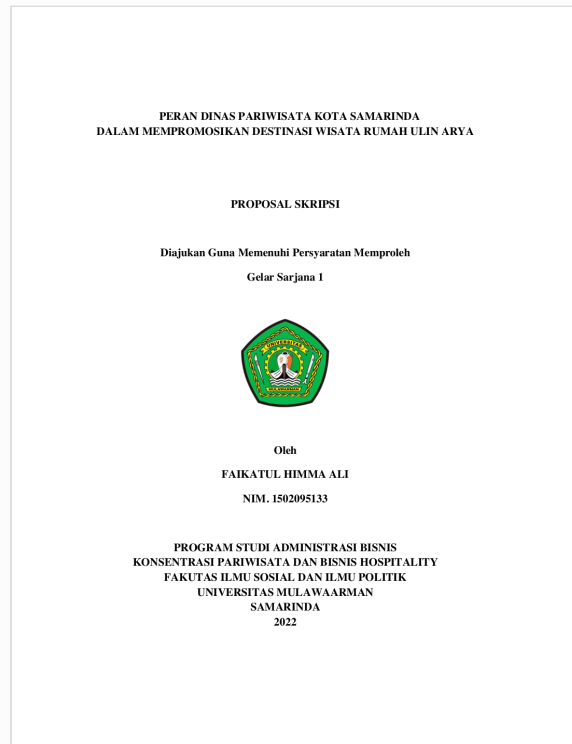 PERAN DINAS PARIWISATA KOTA SAMARINDA
DALAM MEMPROMOSIKAN DESTINASI WISATA RUMAH ULIN ARYA
PROPOSAL SKRIPSI
Diajukan Guna Memenuhi Persyaratan Memproleh
Gelar Sarjana 1
UNIVERSITAS
MULAWARMAN
Oleh
FAIKATUL HIMMA ALI
NIM. 1502095133
PROGRAM STUDI ADMINISTRASI BISNIS
KONSENTRASI PARIWISATA DAN BISNIS HOSPITALITY
FAKUTAS ILMU SOSIAL DAN ILMU POLITIK
UNIVERSITAS MULAWAARMAN
SAMARINDA
2022